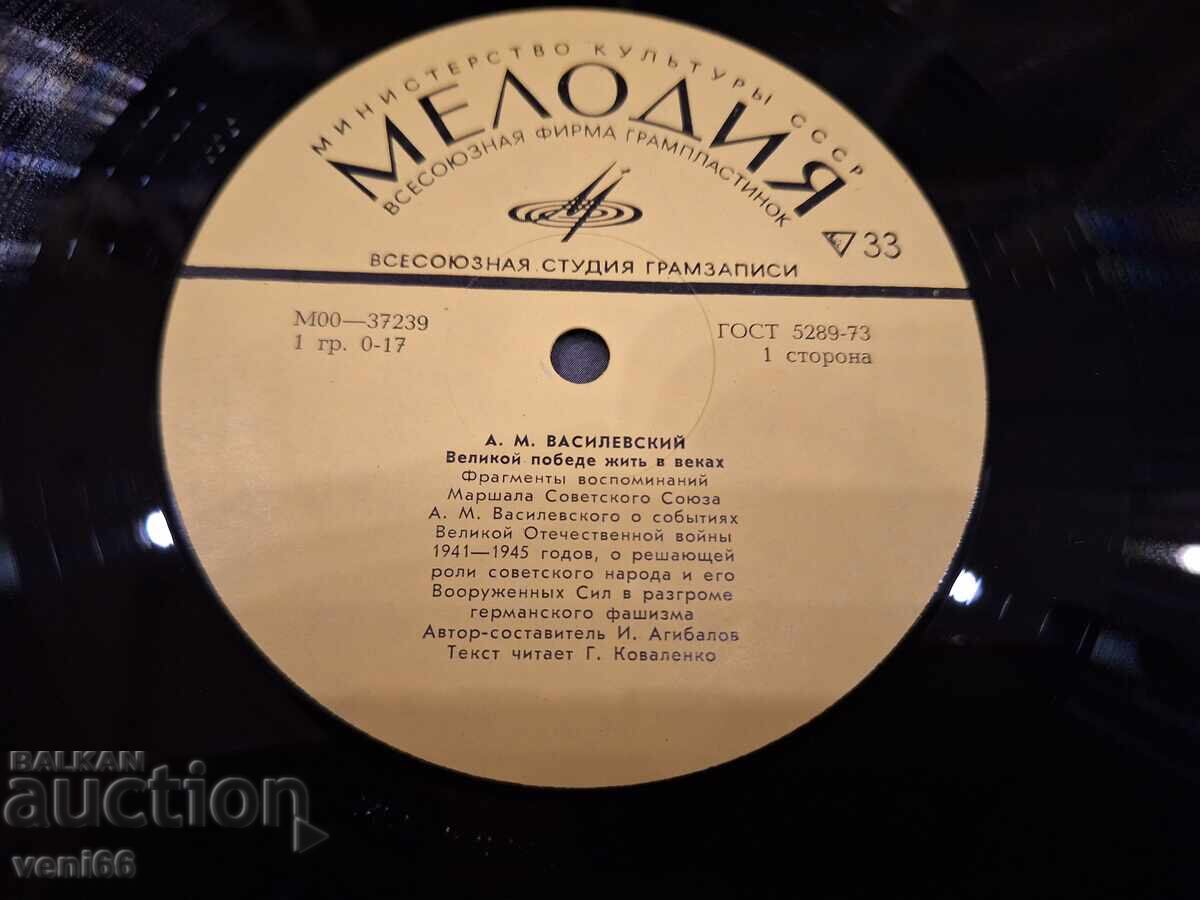 МИНИСТЕРСТВО КУЛЬТУРЫ СССР
МЕЛОДИЯ
ВСЕСОЮЗНАЯ ФИРМА ГРАМПЛАСТИНОК
33
ВСЕСОЮЗНАЯ СТУДИЯ ГРАМЗАПИСИ
М00—37239
1 гр. 0-17
ГОСТ 5289-73
1 сторона
А. М. ВАСИЛЕВСКИЙ
Великой победе жить в веках
Фрагменты воспоминаний
Маршала Советского Союза
А. М. Василевского о событиях
Великой Отечественной войны
1941—1945 годов, о решающей
роли советского народа и его
Вооруженных Сил в разгроме
германского фашизма
Автор-составитель И. Агибалов
Текст читает Г. Коваленко
BALKAN
auction
veni66